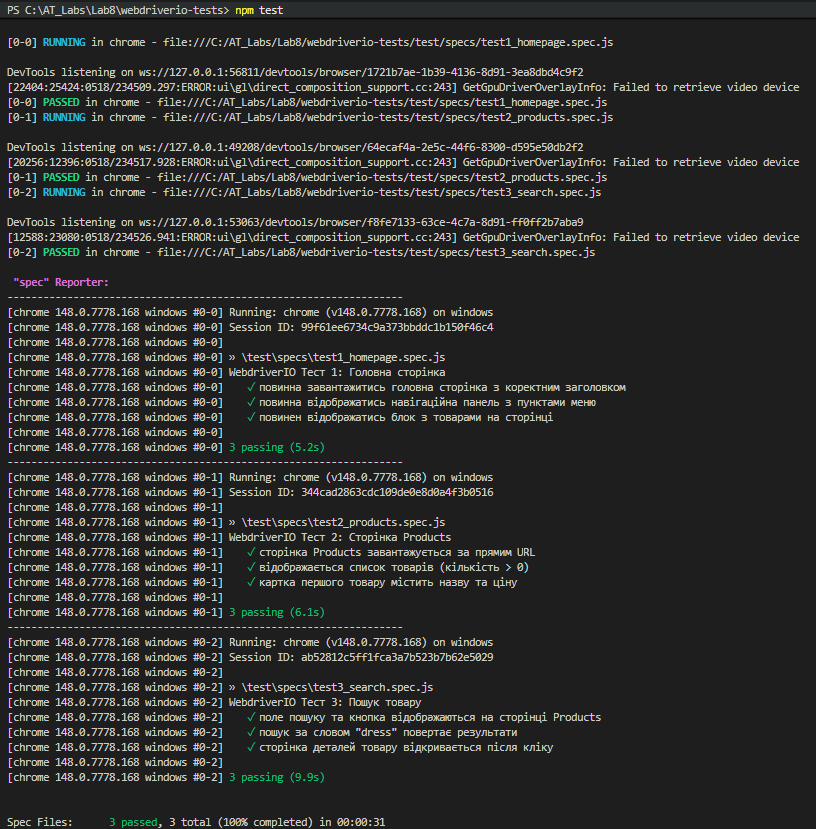 PS C:\AT_Labs\Lab8\webdriverio-tests> npm test
[0-0] RUNNING in chrome - file:///C:/AT_Labs/Lab8/webdriverio-tests/test/specs/test1_homepage.spec.js
DevTools listening on ws://127.0.0.1:56811/devtools/browser/1721b7ae-1b39-4136-8d91-3ea8dbd4c9f2
[22404:25424:0518/234509.297:ERROR:ui\gl\direct_composition_support.cc:243] GetGpuDriverOverlayInfo: Failed to retrieve video device
[0-0] PASSED in chrome - file:///C:/AT_Labs/Lab8/webdriverio-tests/test/specs/test1_homepage.spec.js
[0-1] RUNNING in chrome - file:///C:/AT_Labs/Lab8/webdriverio-tests/test/specs/test2_products.spec.js
DevTools listening on ws://127.0.0.1:49208/devtools/browser/64ecaf4a-2e5c-44f6-8300-d595e50db2f2
[20256:12396:0518/234517.928:ERROR:ui\gl\direct_composition_support.cc:243] GetGpuDriverOverlayInfo: Failed to retrieve video device
[0-1] PASSED in chrome - file:///C:/AT_Labs/Lab8/webdriverio-tests/test/specs/test2_products.spec.js
[0-2] RUNNING in chrome - file:///C:/AT_Labs/Lab8/webdriverio-tests/test/specs/test3_search.spec.js
DevTools listening on ws://127.0.0.1:53063/devtools/browser/f8fe7133-63ce-4c7a-8d91-ff0ff2b7aba9
[12588:23080:0518/234526.941:ERROR:ui\gl\direct_composition_support.cc:243] GetGpuDriverOverlayInfo: Failed to retrieve video device
[0-2] PASSED in chrome - file:///C:/AT_Labs/Lab8/webdriverio-tests/test/specs/test3_search.spec.js
"spec" Reporter:
------------------------------------------------------------------
[chrome 148.0.7778.168 windows #0-0] Running: chrome (v148.0.7778.168) on windows
[chrome 148.0.7778.168 windows #0-0] Session ID: 99f61ee6734c9a373bbddc1b150f46c4
[chrome 148.0.7778.168 windows #0-0]
[chrome 148.0.7778.168 windows #0-0] » \test\specs\test1_homepage.spec.js
[chrome 148.0.7778.168 windows #0-0] WebdriverIO Тест 1: Головна сторінка
[chrome 148.0.7778.168 windows #0-0] ✓ повинна завантажитись головна сторінка з коректним заголовком
[chrome 148.0.7778.168 windows #0-0] ✓ повинна відображатись навігаційна панель з пунктами меню
[chrome 148.0.7778.168 windows #0-0] ✓ повинен відображатись блок з товарами на сторінці
[chrome 148.0.7778.168 windows #0-0]
[chrome 148.0.7778.168 windows #0-0] 3 passing (5.2s)
------------------------------------------------------------------
[chrome 148.0.7778.168 windows #0-1] Running: chrome (v148.0.7778.168) on windows
[chrome 148.0.7778.168 windows #0-1] Session ID: 344cad2863cdc109de0e8d0a4f3b0516
[chrome 148.0.7778.168 windows #0-1]
[chrome 148.0.7778.168 windows #0-1] » \test\specs\test2_products.spec.js
[chrome 148.0.7778.168 windows #0-1] WebdriverIO Тест 2: Сторінка Products
[chrome 148.0.7778.168 windows #0-1] ✓ сторінка Products завантажується за прямим URL
[chrome 148.0.7778.168 windows #0-1] ✓ відображається список товарів (кількість > 0)
[chrome 148.0.7778.168 windows #0-1] ✓ картка першого товару містить назву та ціну
[chrome 148.0.7778.168 windows #0-1]
[chrome 148.0.7778.168 windows #0-1] 3 passing (6.1s)
------------------------------------------------------------------
[chrome 148.0.7778.168 windows #0-2] Running: chrome (v148.0.7778.168) on windows
[chrome 148.0.7778.168 windows #0-2] Session ID: ab52812c5ff1fca3a7b523b7b62e5029
[chrome 148.0.7778.168 windows #0-2]
[chrome 148.0.7778.168 windows #0-2] » \test\specs\test3_search.spec.js
[chrome 148.0.7778.168 windows #0-2] WebdriverIO Тест 3: Пошук товару
[chrome 148.0.7778.168 windows #0-2] ✓ поле пошуку та кнопка відображаються на сторінці Products
[chrome 148.0.7778.168 windows #0-2] ✓ пошук за словом "dress" повертає результати
[chrome 148.0.7778.168 windows #0-2] ✓ сторінка деталей товару відкривається після кліку
[chrome 148.0.7778.168 windows #0-2]
[chrome 148.0.7778.168 windows #0-2] 3 passing (9.9s)
Spec Files: 3 passed, 3 total (100% completed) in 00:00:31